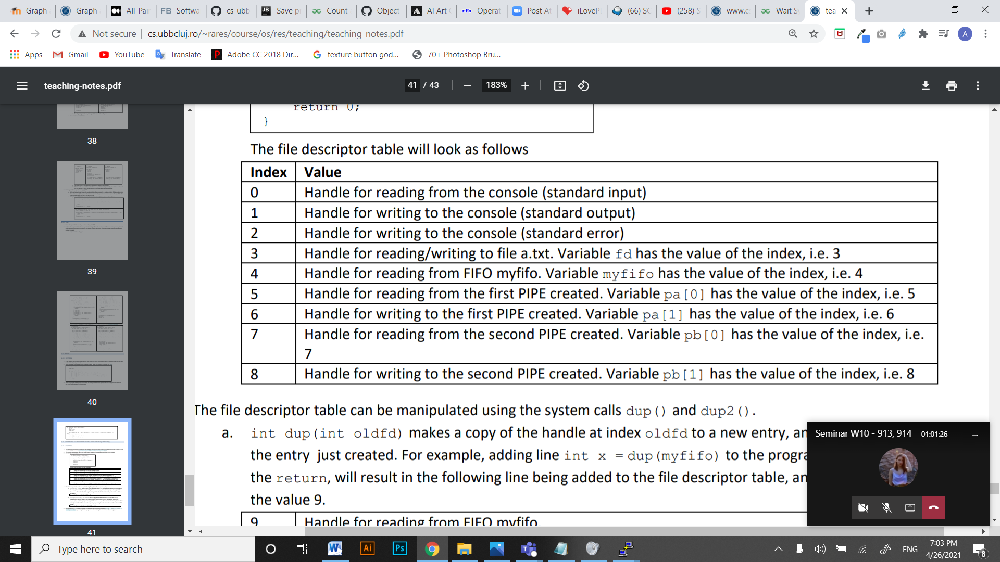 Graph
Graph
All-Pai
FB Softwa
cs-ubb
JB Save p
Count
Object
AI Art
rfb Operat
Post At
iLoveP
(66) SC
(258) S
www.c
Wait S
tea
Not secure | cs.ubbcluj.ro/~rares/course/os/res/teaching/teaching-notes.pdf
A
Apps
Gmail
YouTube
Translate
Adobe CC 2018 Dir...
texture button god...
70+ Photoshop Bru...
teaching-notes.pdf
41 / 43
183%
38
39
40
41
return 0;
}
The file descriptor table will look as follows
Index Value
0 Handle for reading from the console (standard input)
1 Handle for writing to the console (standard output)
2 Handle for writing to the console (standard error)
3 Handle for reading/writing to file a.txt. Variable fd has the value of the index, i.e. 3
4 Handle for reading from FIFO myfifo. Variable myfifo has the value of the index, i.e. 4
5 Handle for reading from the first PIPE created. Variable pa[0] has the value of the index, i.e. 5
6 Handle for writing to the first PIPE created. Variable pa[1] has the value of the index, i.e. 6
7 Handle for reading from the second PIPE created. Variable pb[0] has the value of the index, i.e.
7
8 Handle for writing to the second PIPE created. Variable pb[1] has the value of the index, i.e. 8
The file descriptor table can be manipulated using the system calls dup() and dup2().
a. int dup(int oldfd) makes a copy of the handle at index oldfd to a new entry, an
the entry just created. For example, adding line int x = dup(myfifo) to the progra
the return, will result in the following line being added to the file descriptor table, an
the value 9.
9 Handle for reading from FIFO myfifo.
Seminar W10 - 913, 914 01:01:26
Type here to search
Ai
Ps
ENG
7:03 PM
4/26/2021
8